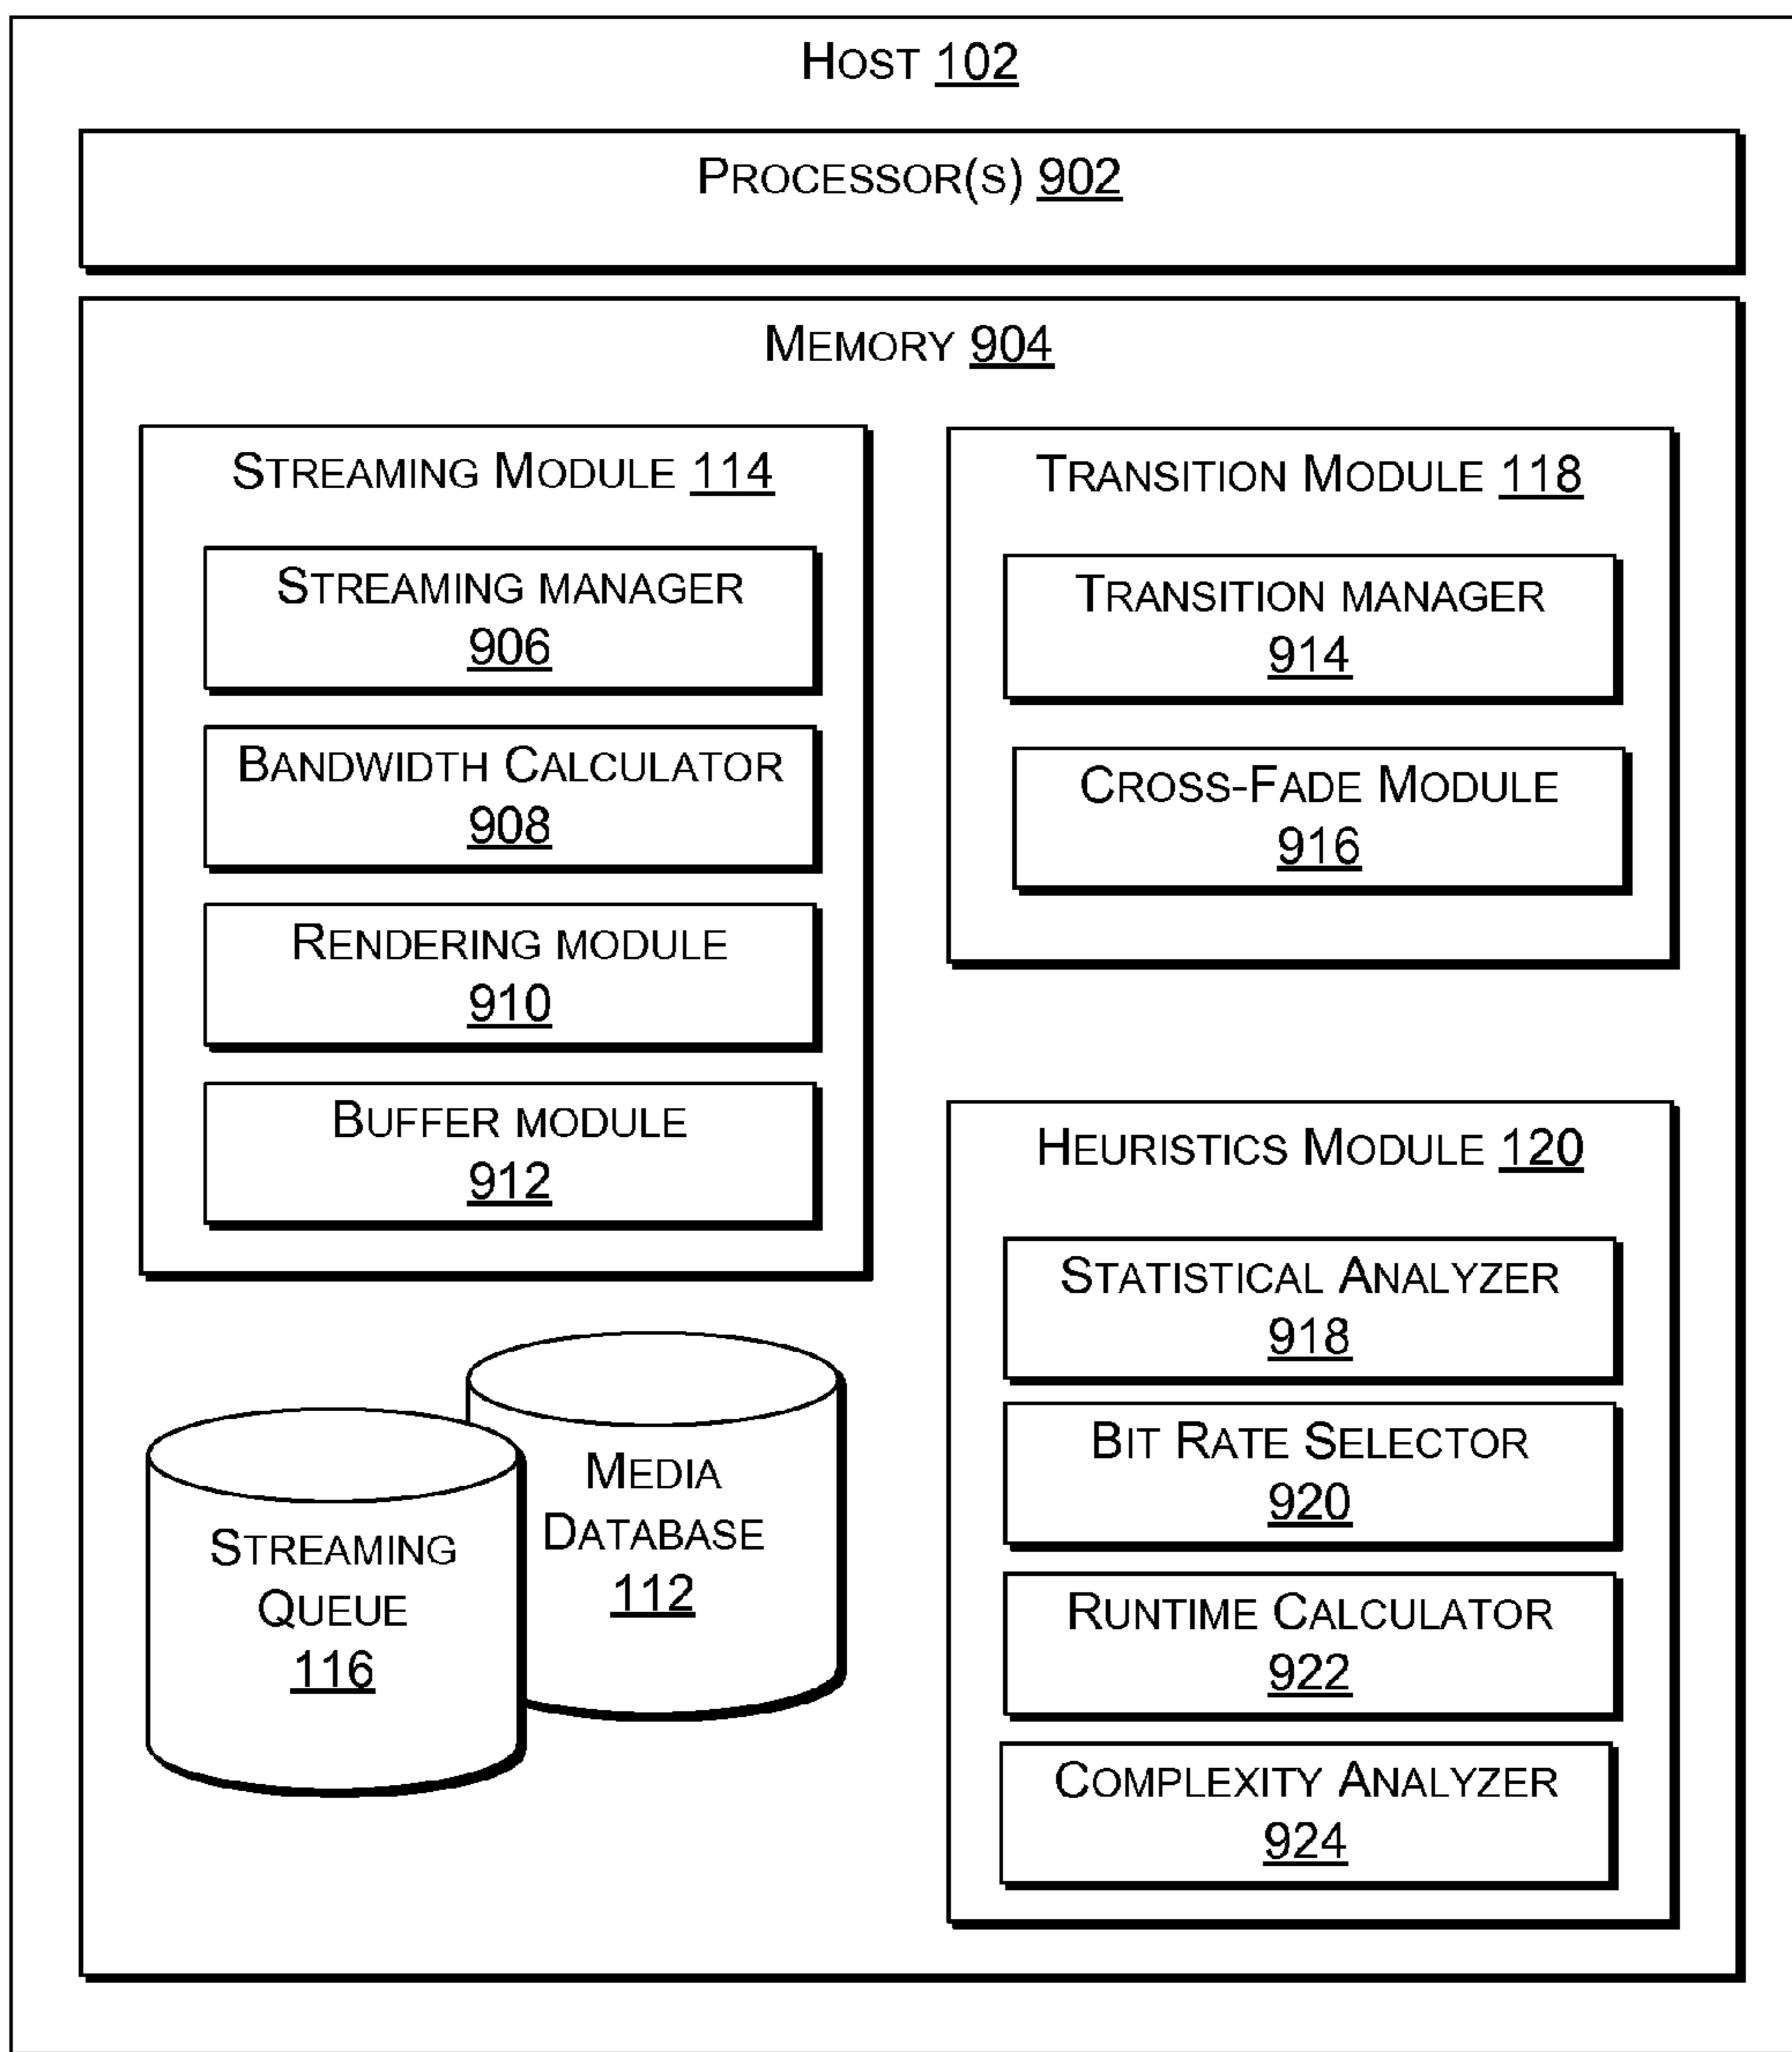 HOST 102
PROCESSOR(S) 902
MEMORY 904
STREAMING MODULE 114
STREAMING MANAGER
906
BANDWIDTH CALCULATOR
908
RENDERING MODULE
910
BUFFER MODULE
912
TRANSITION MODULE 118
TRANSITION MANAGER
914
CROSS-FADE MODULE
916
HEURISTICS MODULE 120
STATISTICAL ANALYZER
918
BIT RATE SELECTOR
920
RUNTIME CALCULATOR
922
COMPLEXITY ANALYZER
924
STREAMING
QUEUE
116
MEDIA
DATABASE
112